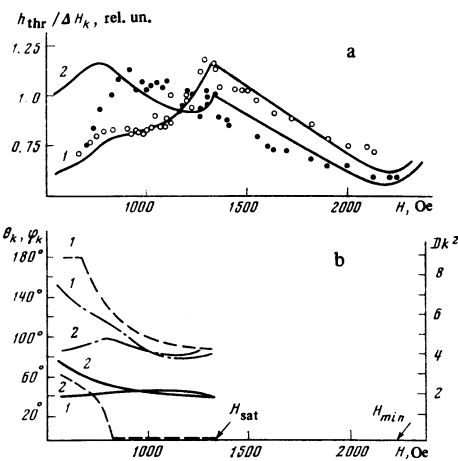 h_thr / ΔH_k, rel. un.
a
1.25
2
1.0
0.75
1
1000
1500
2000
H, Oe
θ_k, φ_k
b
Dk²
180°
1
8
140°
1
6
100°
2
4
60°
2
2
2
20°
1
H_sat
H_min
1000
1500
2000
H, Oe